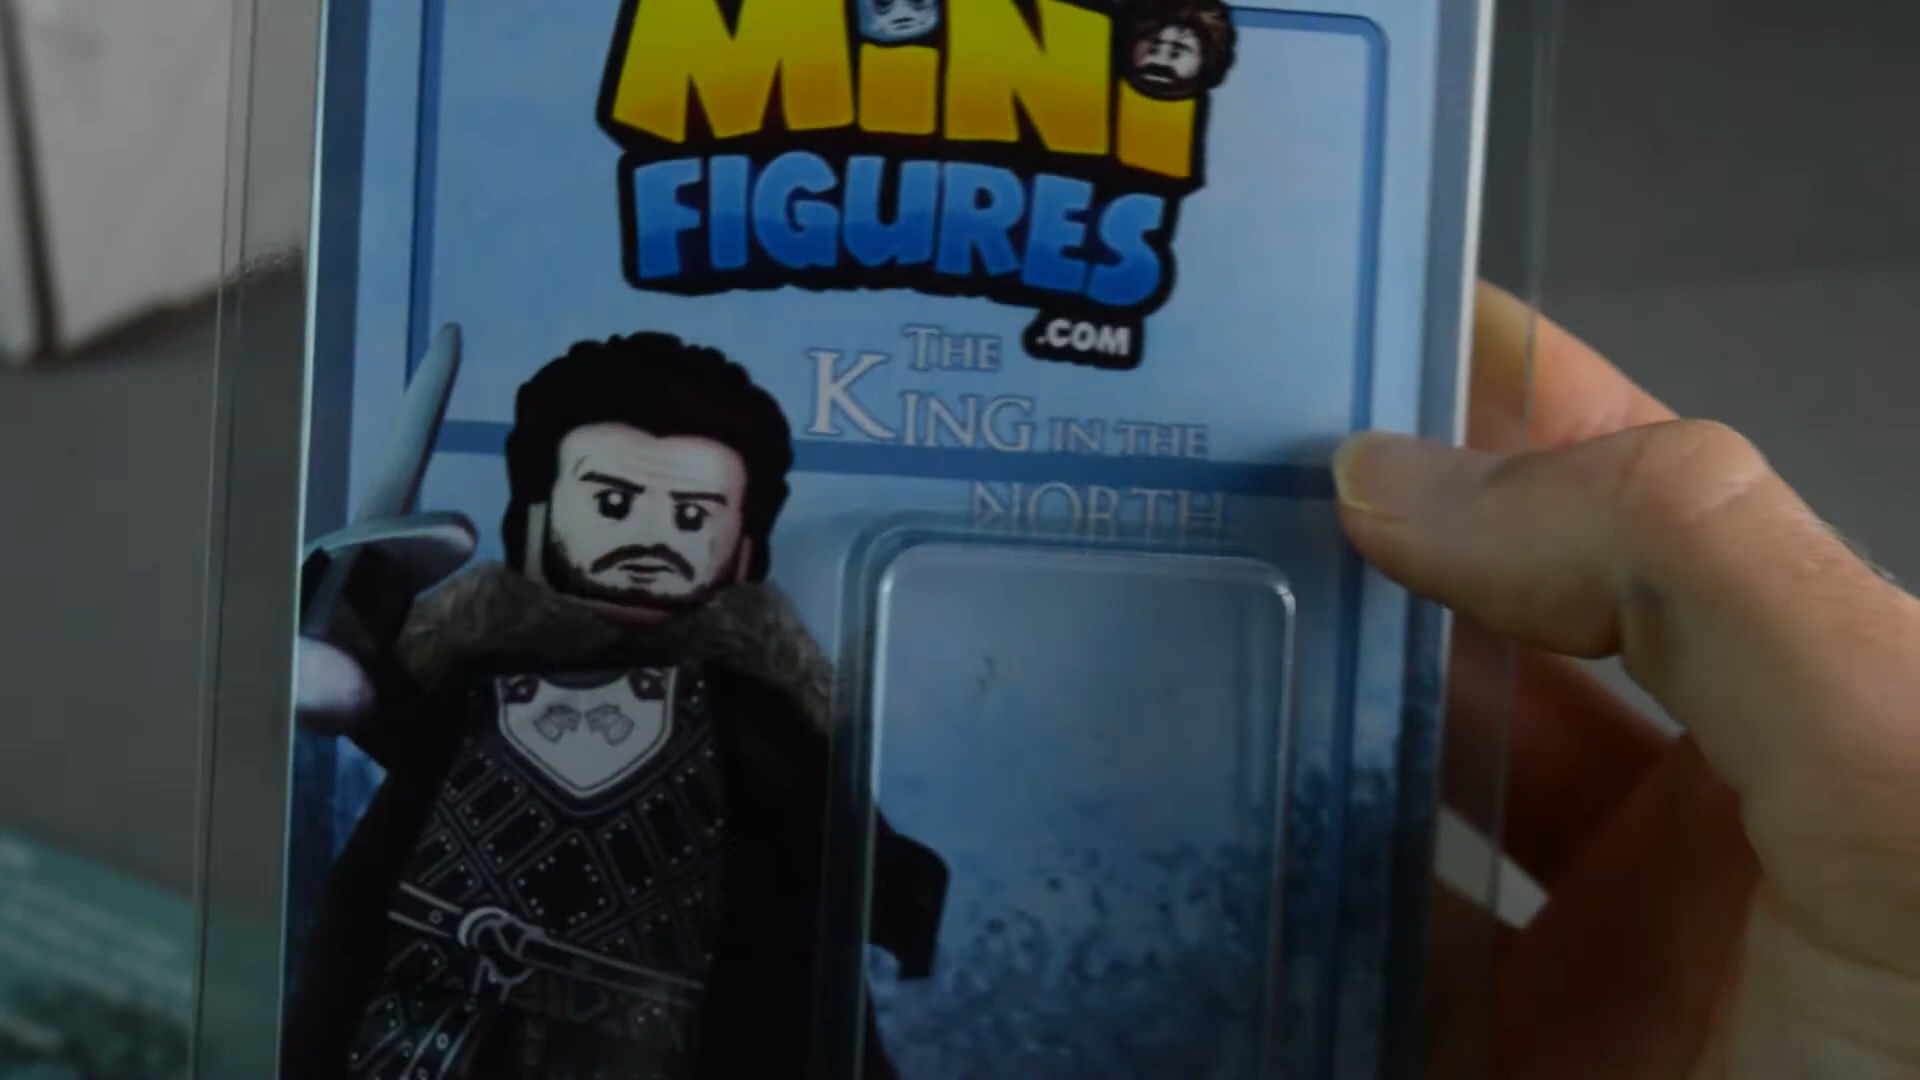 MiNi
FIGURES
.COM
THE
KING IN THE
NORTH